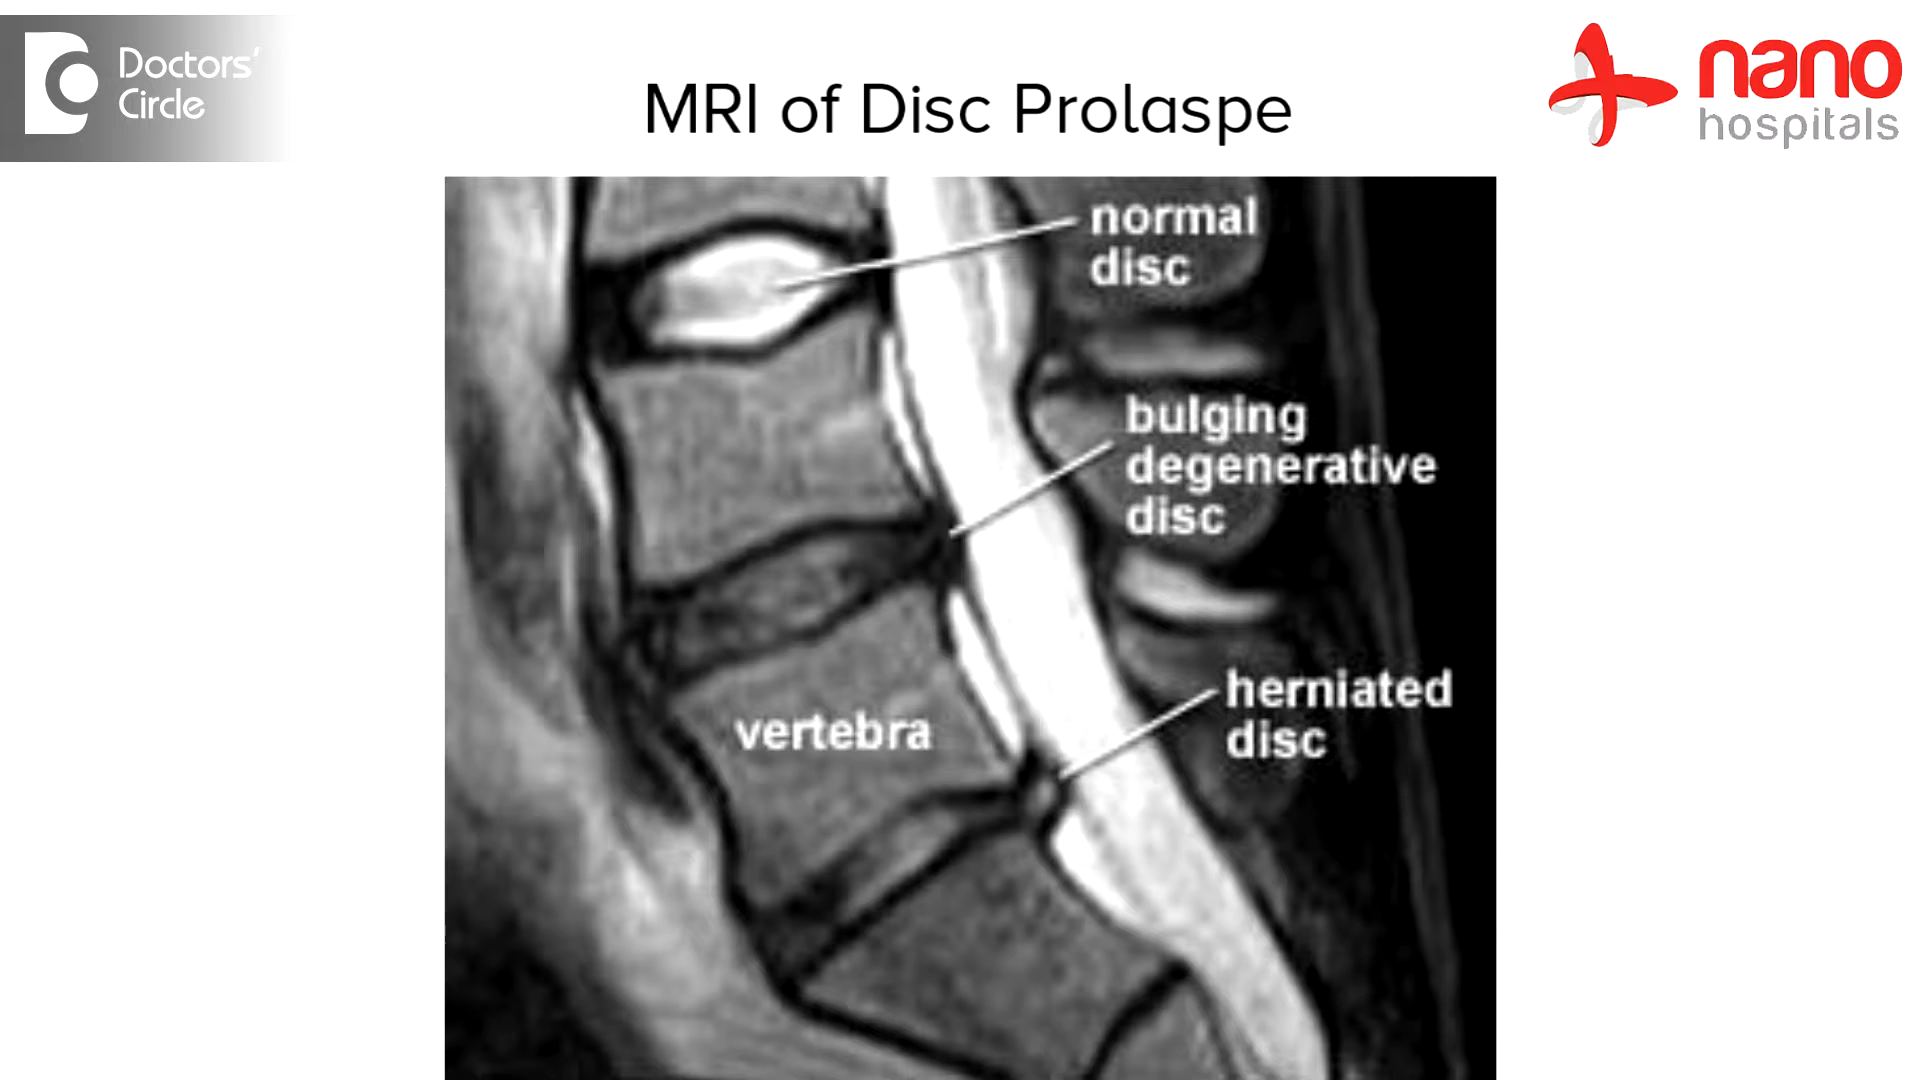 Doctors'
Circle
MRI of Disc Prolaspe
nano
hospitals
normal
disc
bulging
degenerative
disc
herniated
disc
vertebra